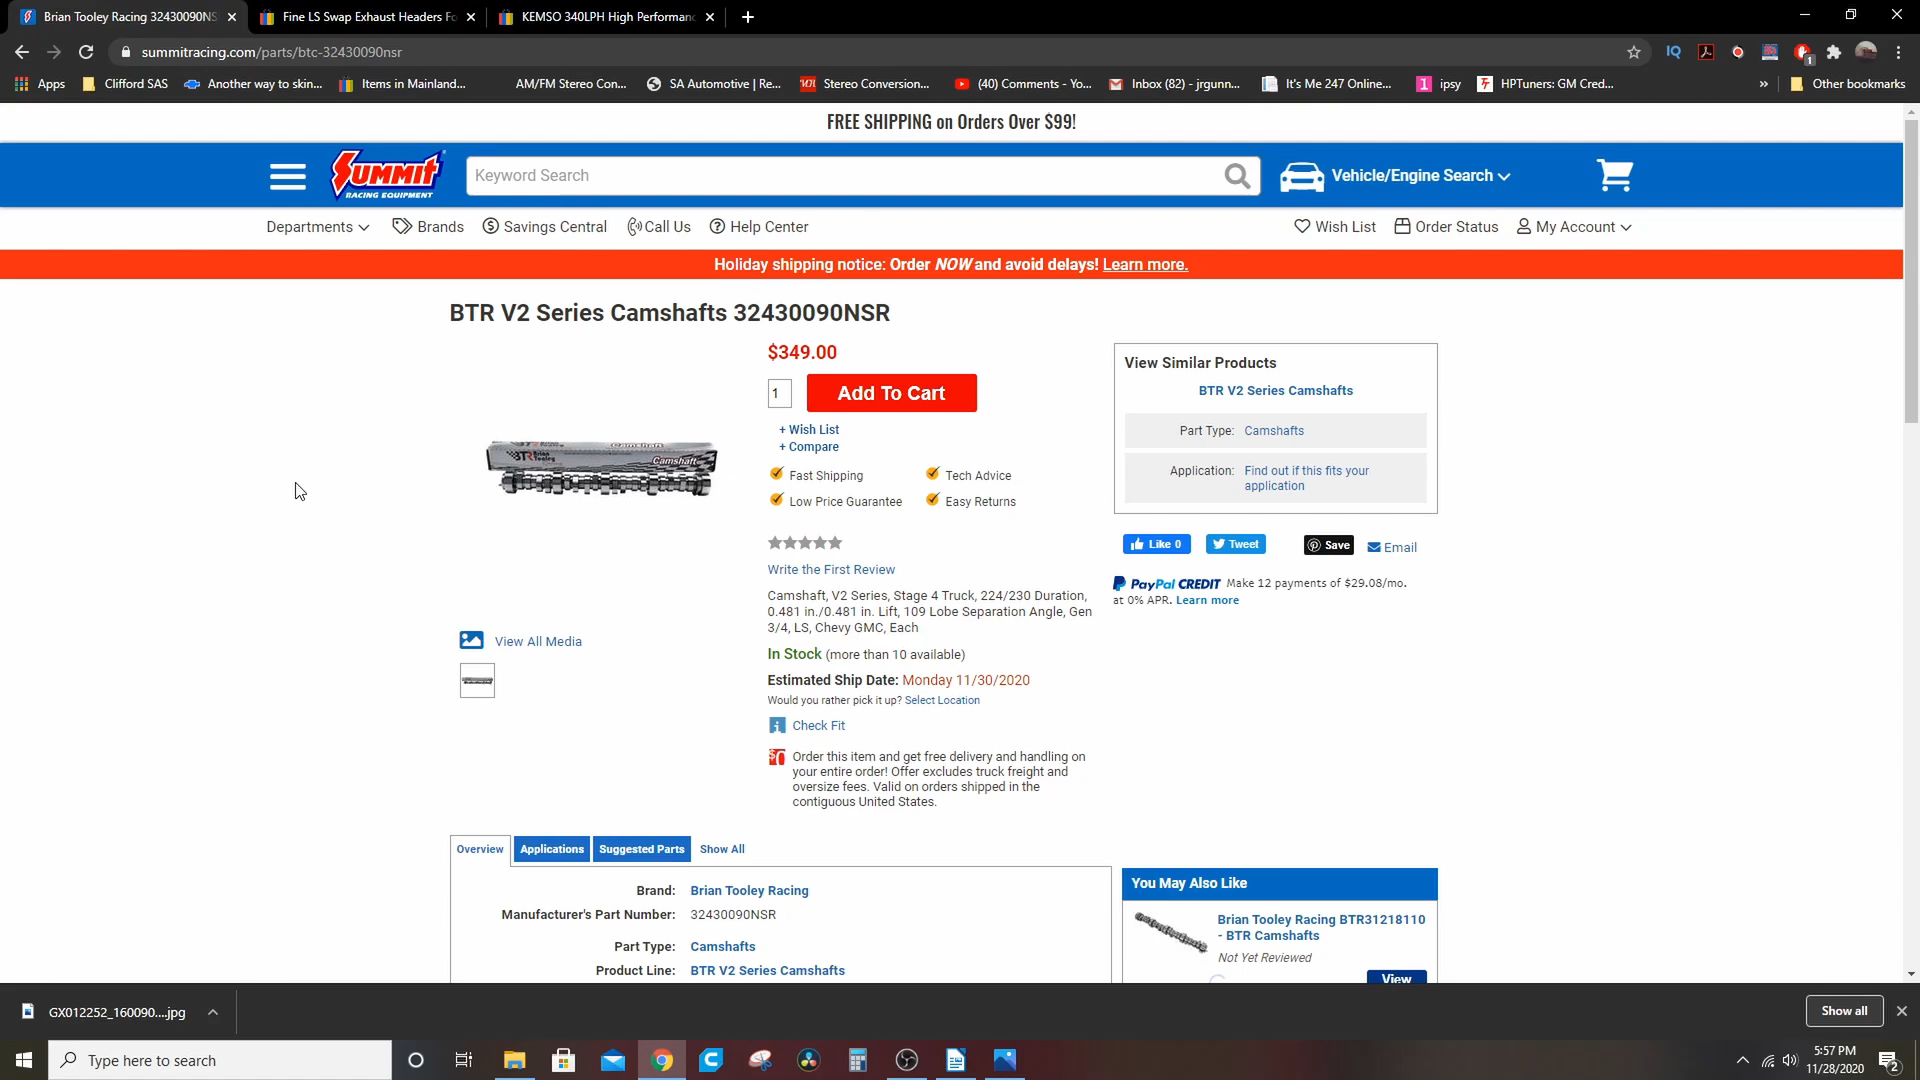 Brian Tooley Racing 32430090NS
Fine LS Swap Exhaust Headers Fo
KEMSO 340LPH High Performan
summitracing.com/parts/btc-32430090nsr
Apps
Clifford SAS
Another way to skin...
Items in Mainland...
AM/FM Stereo Con...
SA Automotive | Re...
Stereo Conversion...
(40) Comments - Yo...
Inbox (82) - jrgunn...
It's Me 247 Online...
ipsy
HPTuners: GM Cred...
»
Other bookmarks
FREE SHIPPING on Orders Over $99!
SUMMIT
RACING EQUIPMENT
Keyword Search
Vehicle/Engine Search
Departments
Brands
Savings Central
Call Us
Help Center
Wish List
Order Status
My Account
Holiday shipping notice: Order NOW and avoid delays! Learn more.
BTR V2 Series Camshafts 32430090NSR
$349.00
1
Add To Cart
+ Wish List
+ Compare
Fast Shipping
Tech Advice
Low Price Guarantee
Easy Returns
Write the First Review
Camshaft, V2 Series, Stage 4 Truck, 224/230 Duration,
0.481 in./0.481 in. Lift, 109 Lobe Separation Angle, Gen
3/4, LS, Chevy GMC, Each
In Stock (more than 10 available)
Estimated Ship Date: Monday 11/30/2020
Would you rather pick it up? Select Location
Check Fit
$0
Order this item and get free delivery and handling on
your entire order! Offer excludes truck freight and
oversize fees. Valid on orders shipped in the
contiguous United States.
BTR Brian Tooley
Camshaft
Camshaft
View All Media
View Similar Products
BTR V2 Series Camshafts
Part Type: Camshafts
Application: Find out if this fits your
application
Like 0
Tweet
Save
Email
PayPal CREDIT Make 12 payments of $29.08/mo.
at 0% APR. Learn more
Overview
Applications
Suggested Parts
Show All
Brand: Brian Tooley Racing
Manufacturer's Part Number: 32430090NSR
Part Type: Camshafts
Product Line: BTR V2 Series Camshafts
You May Also Like
Brian Tooley Racing BTR31218110
- BTR Camshafts
Not Yet Reviewed
View
GX012252_160090....jpg
Show all
Type here to search
5:57 PM
11/28/2020
2